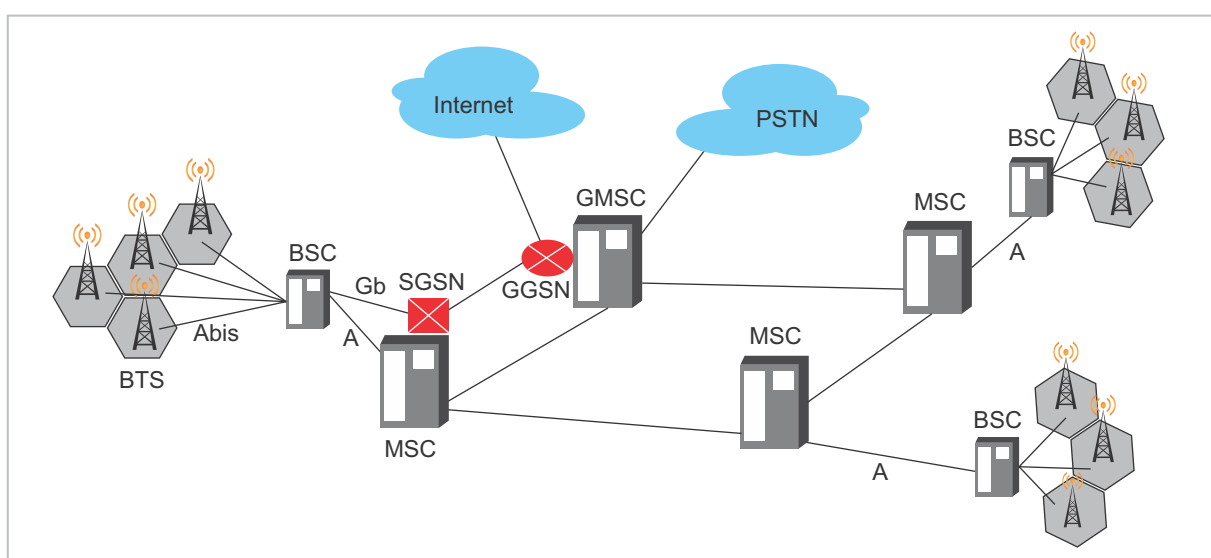 Internet
PSTN
BSC
GMSC
MSC
BSC
A
Gb
SGSN
GGSN
Abis
A
MSC
BTS
BSC
MSC
A